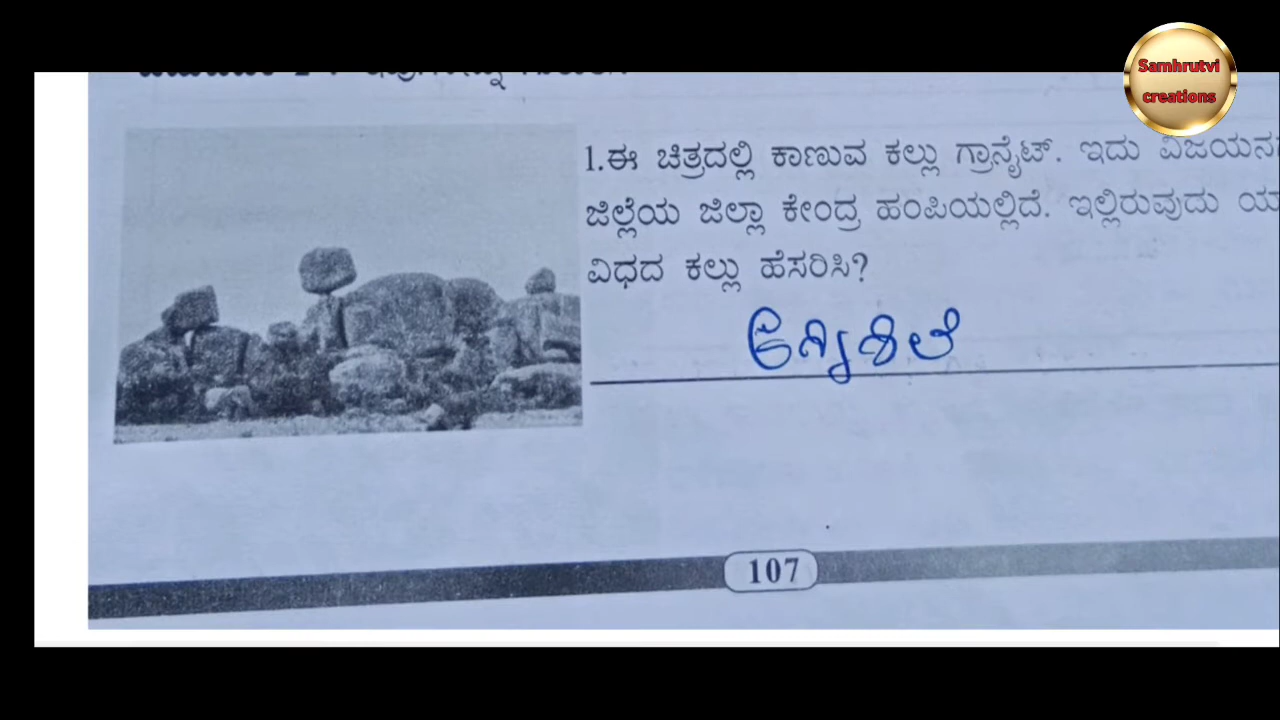 Samhrutvi
creations
1.ಈ ಚಿತ್ರದಲ್ಲಿ ಕಾಣುವ ಕಲ್ಲು ಗ್ರಾನೈಟ್. ಇದು ವಿಜಯನ
ಜಿಲ್ಲೆಯ ಜಿಲ್ಲಾ ಕೇಂದ್ರ ಹಂಪಿಯಲ್ಲಿದೆ. ಇಲ್ಲಿರುವುದು ಯ
ವಿಧದ ಕಲ್ಲು ಹೆಸರಿಸಿ?
ಅಗ್ನಿಶಿಲೆ
107